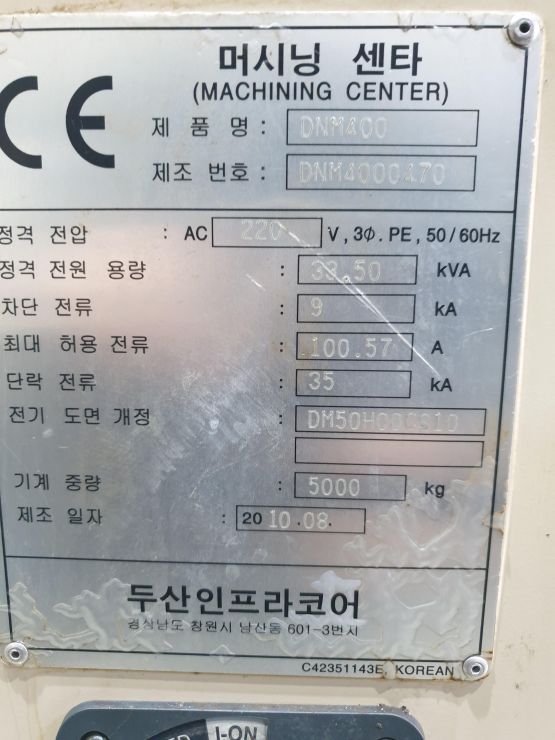 CE
머시닝 센타
(MACHINING CENTER)
제 품 명 : DNM400
제조 번호 : DNM4000470
정격 전압 : AC 220 V, 3Φ. PE, 50/60Hz
정격 전원 용량 : 33.50 kVA
차단 전류 : 9 kA
최대 허용 전류 : 100.57 A
단락 전류 : 35 kA
전기 도면 개정 :
기계 중량 : 5000 kg
제조 일자 : 2010.08.
두산인프라코어
경상남도 창원시 남산동 601-3번지
C42351143E KOREAN
I-ON